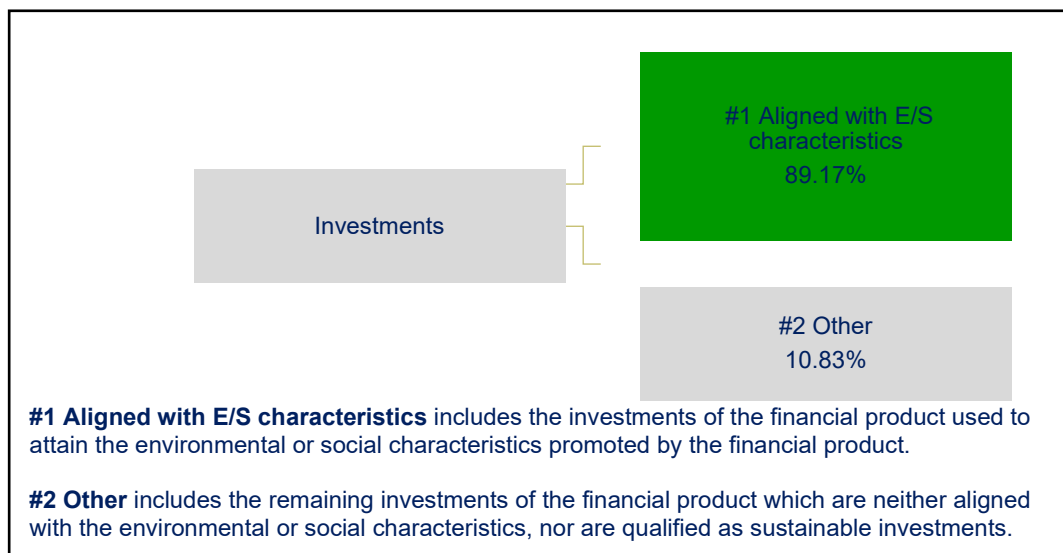 #1 Aligned with E/S
characteristics
89.17%
Investments
#2 Other
10.83%
#1 Aligned with E/S characteristics includes the investments of the financial product used to
attain the environmental or social characteristics promoted by the financial product.
#2 Other includes the remaining investments of the financial product which are neither aligned
with the environmental or social characteristics, nor are qualified as sustainable investments.